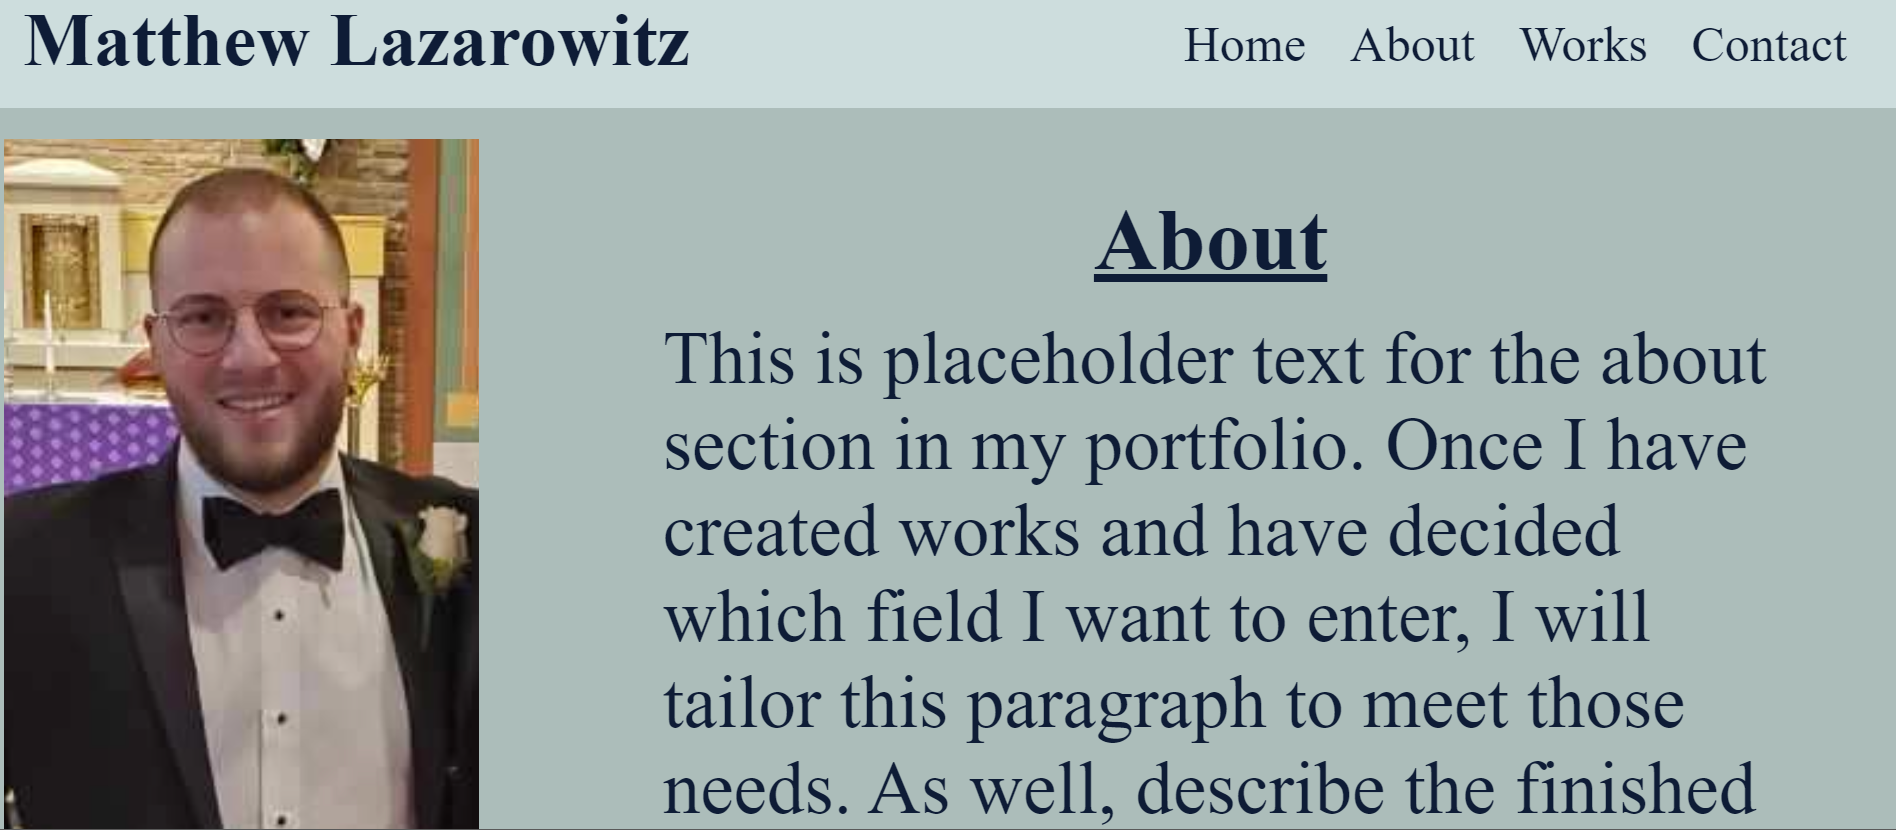 Matthew Lazarowitz
Home About Works Contact
About
This is placeholder text for the about
section in my portfolio. Once I have
created works and have decided
which field I want to enter, I will
tailor this paragraph to meet those
needs. As well, describe the finished